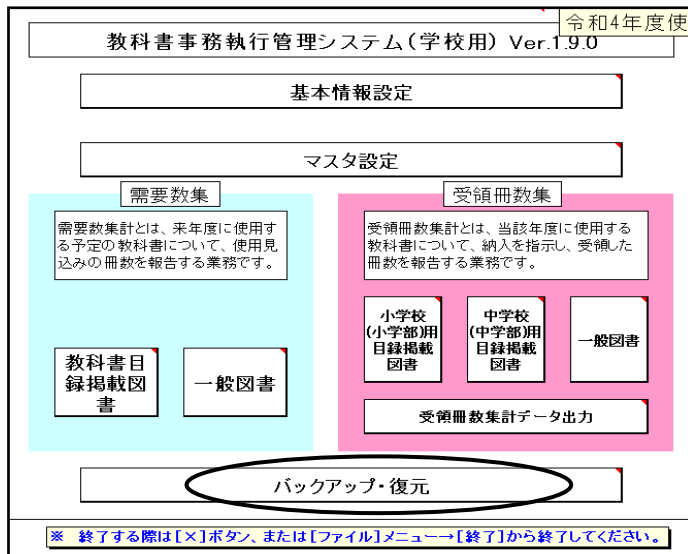 令和4年度使
教科書事務執行管理システム(学校用) Ver.1.9.0
基本情報設定
マスタ設定
需要数集
需要数集計とは、来年度に使用す
る予定の教科書について、使用見
込みの冊数を報告する業務です。
教科書目
録掲載図
書
一般図書
受領冊数集
受領冊数集計とは、当該年度に使用する
教科書について、納入を指示し、受領した
冊数を報告する業務です。
小学校
(小学部)用
目録掲載
図書
中学校
(中学部)用
目録掲載
図書
一般図書
受領冊数集計データ出力
バックアップ・復元
※ 終了する際は[×]ボタン、または[ファイル]メニュー→[終了]から終了してください。